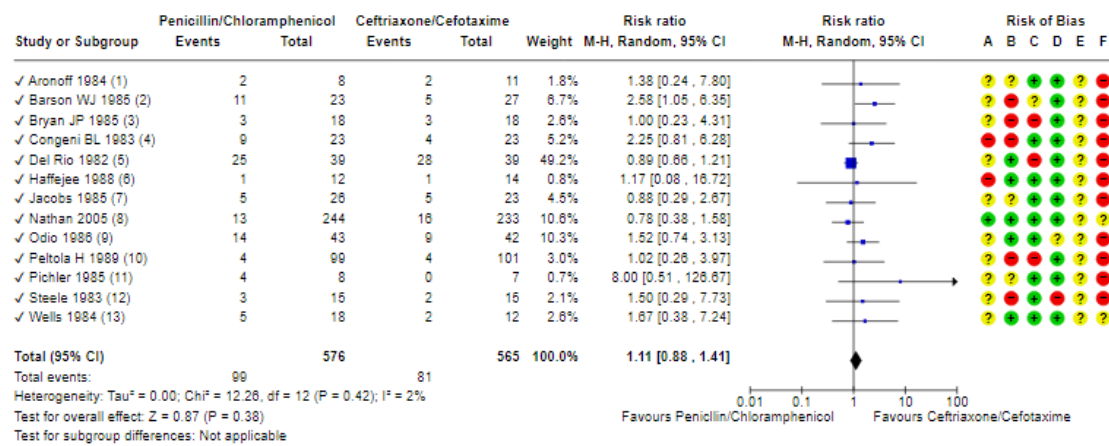 Penicillin/Chloramphenicol Ceftriaxone/Cefotaxime Risk ratio Risk ratio Risk of Bias
Study or Subgroup Events Total Events Total Weight M-H, Random, 95% CI M-H, Random, 95% CI A B C D E F
✓ Aronoff 1984 (1) 2 8 2 11 1.8% 1.38 [0.24 , 7.80] ? ? + + ? −
✓ Barson WJ 1985 (2) 11 23 5 27 6.7% 2.58 [1.05 , 6.35] ? − ? + ? −
✓ Bryan JP 1985 (3) 3 18 3 18 2.6% 1.00 [0.23 , 4.31] ? − − + ? −
✓ Congeni BL 1983 (4) 9 23 4 23 5.2% 2.25 [0.81 , 6.28] − − + + ? −
✓ Del Rio 1982 (5) 25 39 28 39 49.2% 0.89 [0.66 , 1.21] ? + − + ? −
✓ Haffejee 1988 (6) 1 12 1 14 0.8% 1.17 [0.08 , 16.72] − + + + ? −
✓ Jacobs 1985 (7) 5 26 5 23 4.5% 0.88 [0.29 , 2.67] ? ? + + ? −
✓ Nathan 2005 (8) 13 244 16 233 10.6% 0.78 [0.38 , 1.58] + + + + ? ?
✓ Odio 1986 (9) 14 43 9 42 10.3% 1.52 [0.74 , 3.13] ? + + ? ? −
✓ Peltola H 1989 (10) 4 99 4 101 3.0% 1.02 [0.26 , 3.97] ? − − + ? −
✓ Pichler 1985 (11) 4 8 0 7 0.7% 8.00 [0.51 , 126.67] ? ? + + ? −
✓ Steele 1983 (12) 3 15 2 15 2.1% 1.50 [0.29 , 7.73] ? − + − ? −
✓ Wells 1984 (13) 5 18 2 12 2.6% 1.67 [0.38 , 7.24] ? + + + ? ?
Total (95% CI) 576 565 100.0% 1.11 [0.88 , 1.41]
Total events: 99 81
Heterogeneity: Tau² = 0.00; Chi² = 12.26, df = 12 (P = 0.42); I² = 2%
0.01 0.1 1 10 100
Test for overall effect: Z = 0.87 (P = 0.38)
Favours Penicillin/Chloramphenicol Favours Ceftriaxone/Cefotaxime
Test for subgroup differences: Not applicable